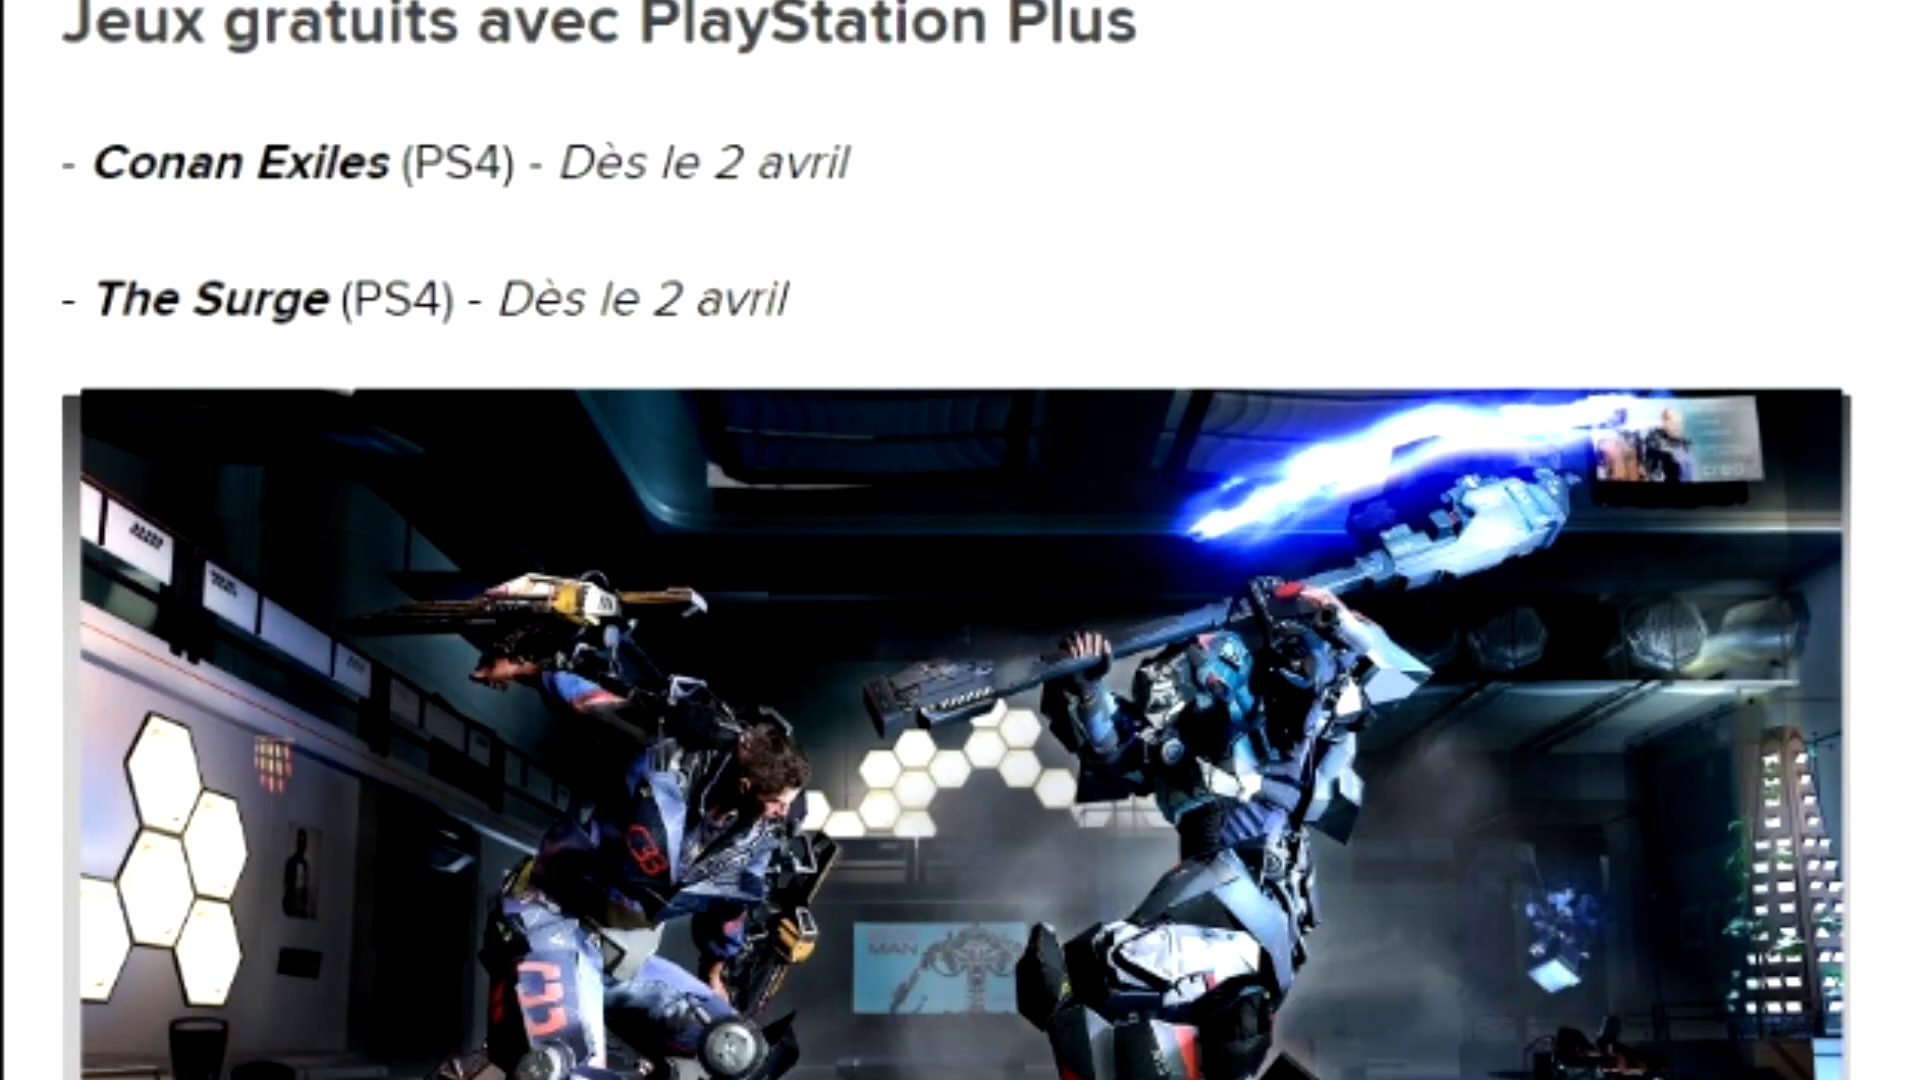 Jeux gratuits avec PlayStation Plus
- Conan Exiles (PS4) - Dès le 2 avril
- The Surge (PS4) - Dès le 2 avril
MAN